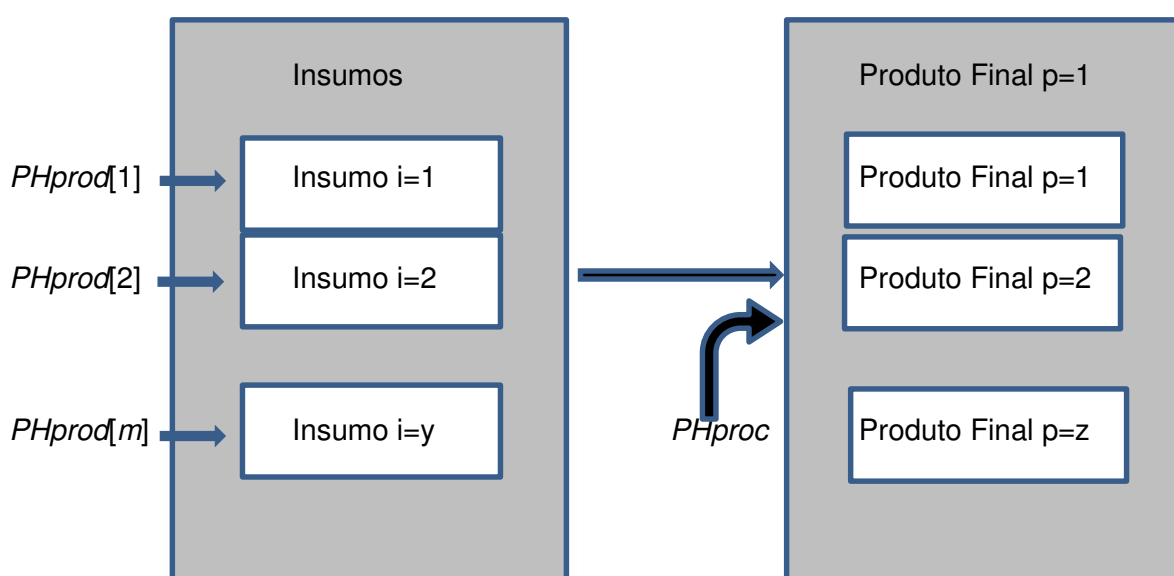 Insumos
Produto Final p=1
PHprod[1]
Insumo i=1
Produto Final p=1
PHprod[2]
Insumo i=2
Produto Final p=2
PHprod[m]
Insumo i=y
PHproc
Produto Final p=z